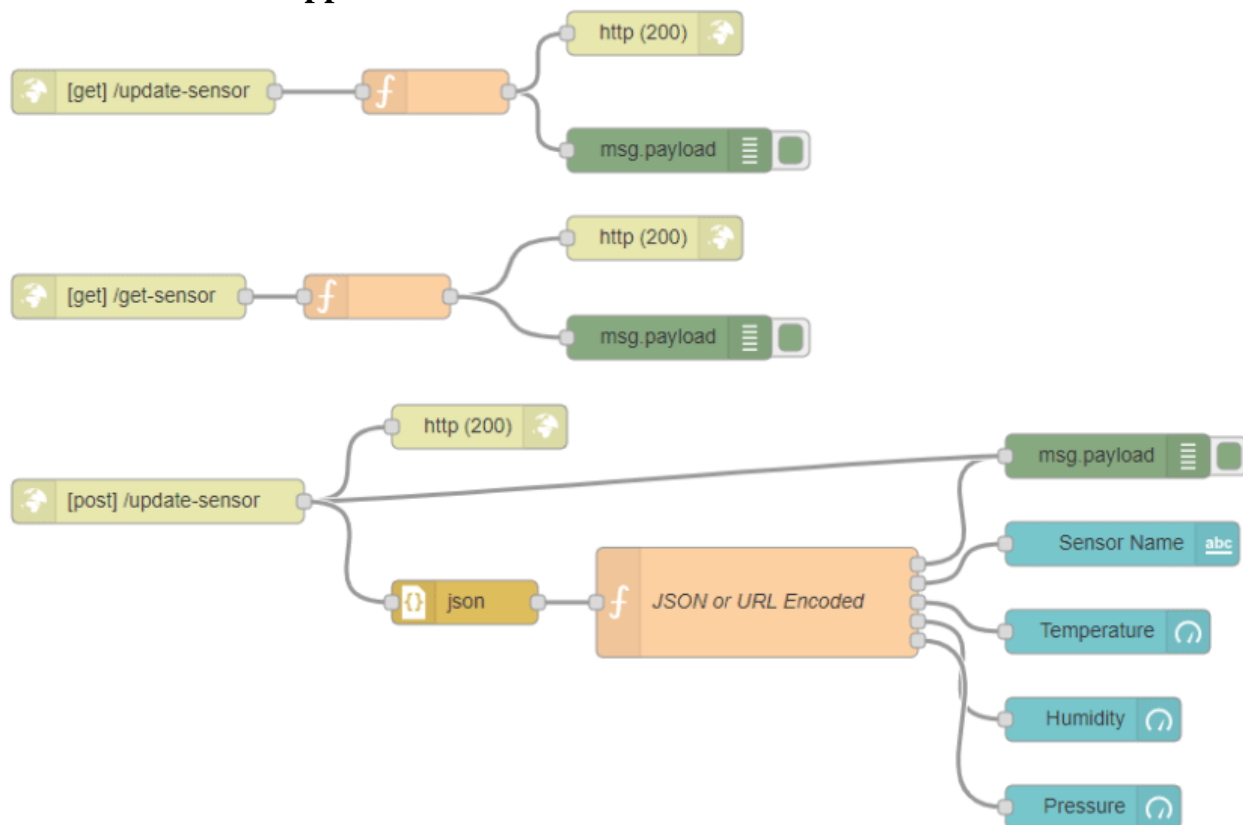 http (200)
[get] /update-sensor
msg.payload
http (200)
[get] /get-sensor
msg.payload
http (200)
msg.payload
[post] /update-sensor
Sensor Name abc
{} json
JSON or URL Encoded
Temperature
Humidity
Pressure